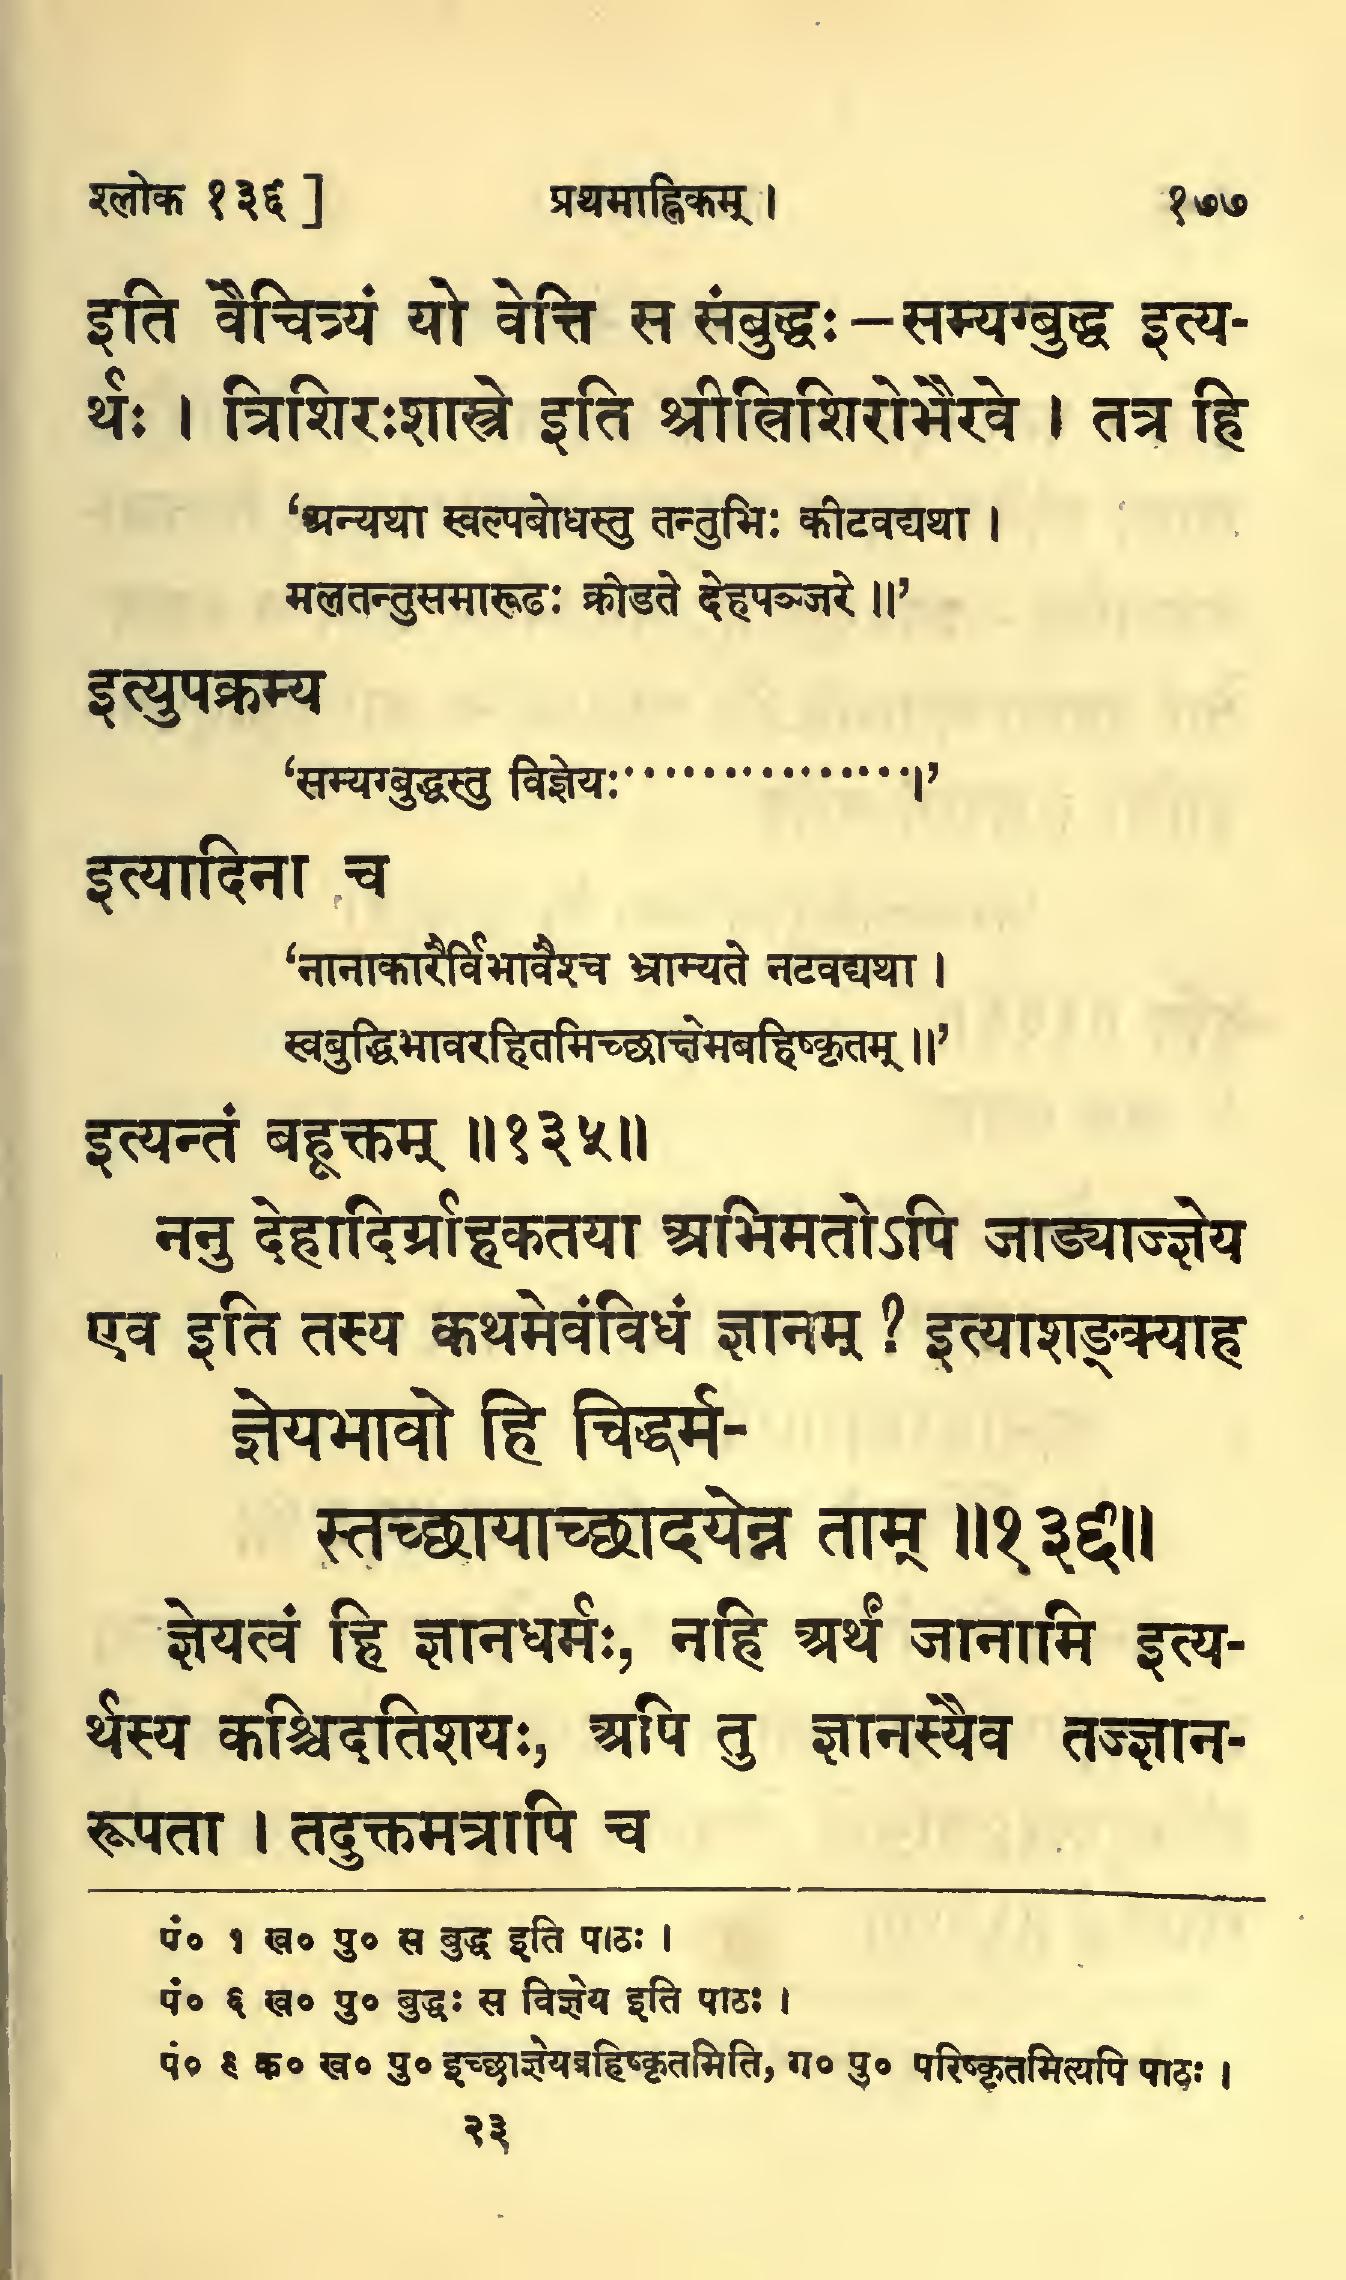 श्लोक १३६ ] प्रथमाह्निकम् । १७७
इति वैचित्र्यं यो वेत्ति स संबुद्धः—सम्यग्बुद्ध इत्य-
र्थः । त्रिशिरःशास्त्रे इति श्रीत्रिशिरोभैरवे । तत्र हि
‘अन्यथा स्वल्पबोधस्तु तन्तुभिः कीटवद्यथा ।
मलतन्तुसमारूढः क्रीडते देहपञ्जरे ॥’
इत्युपक्रम्य
‘सम्यग्बुद्धस्तु विज्ञेयः················।’
इत्यादिना च
‘नानाकारैर्विभावैश्च भ्राम्यते नटवद्यथा ।
स्वबुद्धिभावरहितमिच्छाक्षेमबहिष्कृतम् ॥’
इत्यन्तं बहूक्तम् ॥१३५॥
ननु देहादिर्ग्राहकतया अभिमतोऽपि जाड्याज्ज्ञेय
एव इति तस्य कथमेवंविधं ज्ञानम् ? इत्याशङ्क्याह
ज्ञेयभावो हि चिद्धर्म-
स्तच्छायाच्छादयेन्न ताम् ॥१३६॥
ज्ञेयत्वं हि ज्ञानधर्मः, नहि अर्थं जानामि इत्य-
र्थस्य कश्चिदतिशयः, अपि तु ज्ञानस्यैव तज्ज्ञान-
रूपता । तदुक्तमत्रापि च
पं० १ ख० पु० स बुद्ध इति पाठः ।
पं० ६ ख० पु० बुद्धः स विज्ञेय इति पाठः ।
पं० ९ क० ख० पु० इच्छाज्ञेयबहिष्कृतमिति, ग० पु० परिष्कृतमित्यपि पाठः ।
२३